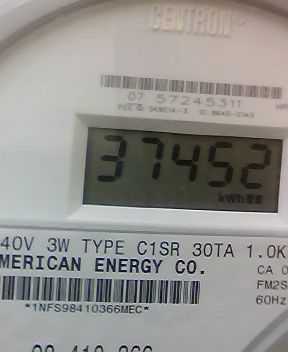 CENTRON®
07 57245311
37452
kWh
40V 3W TYPE C1SR 30TA 1.0K
MERICAN ENERGY CO.
CA 0
FM2S
60Hz
*1NFS98410366MEC*